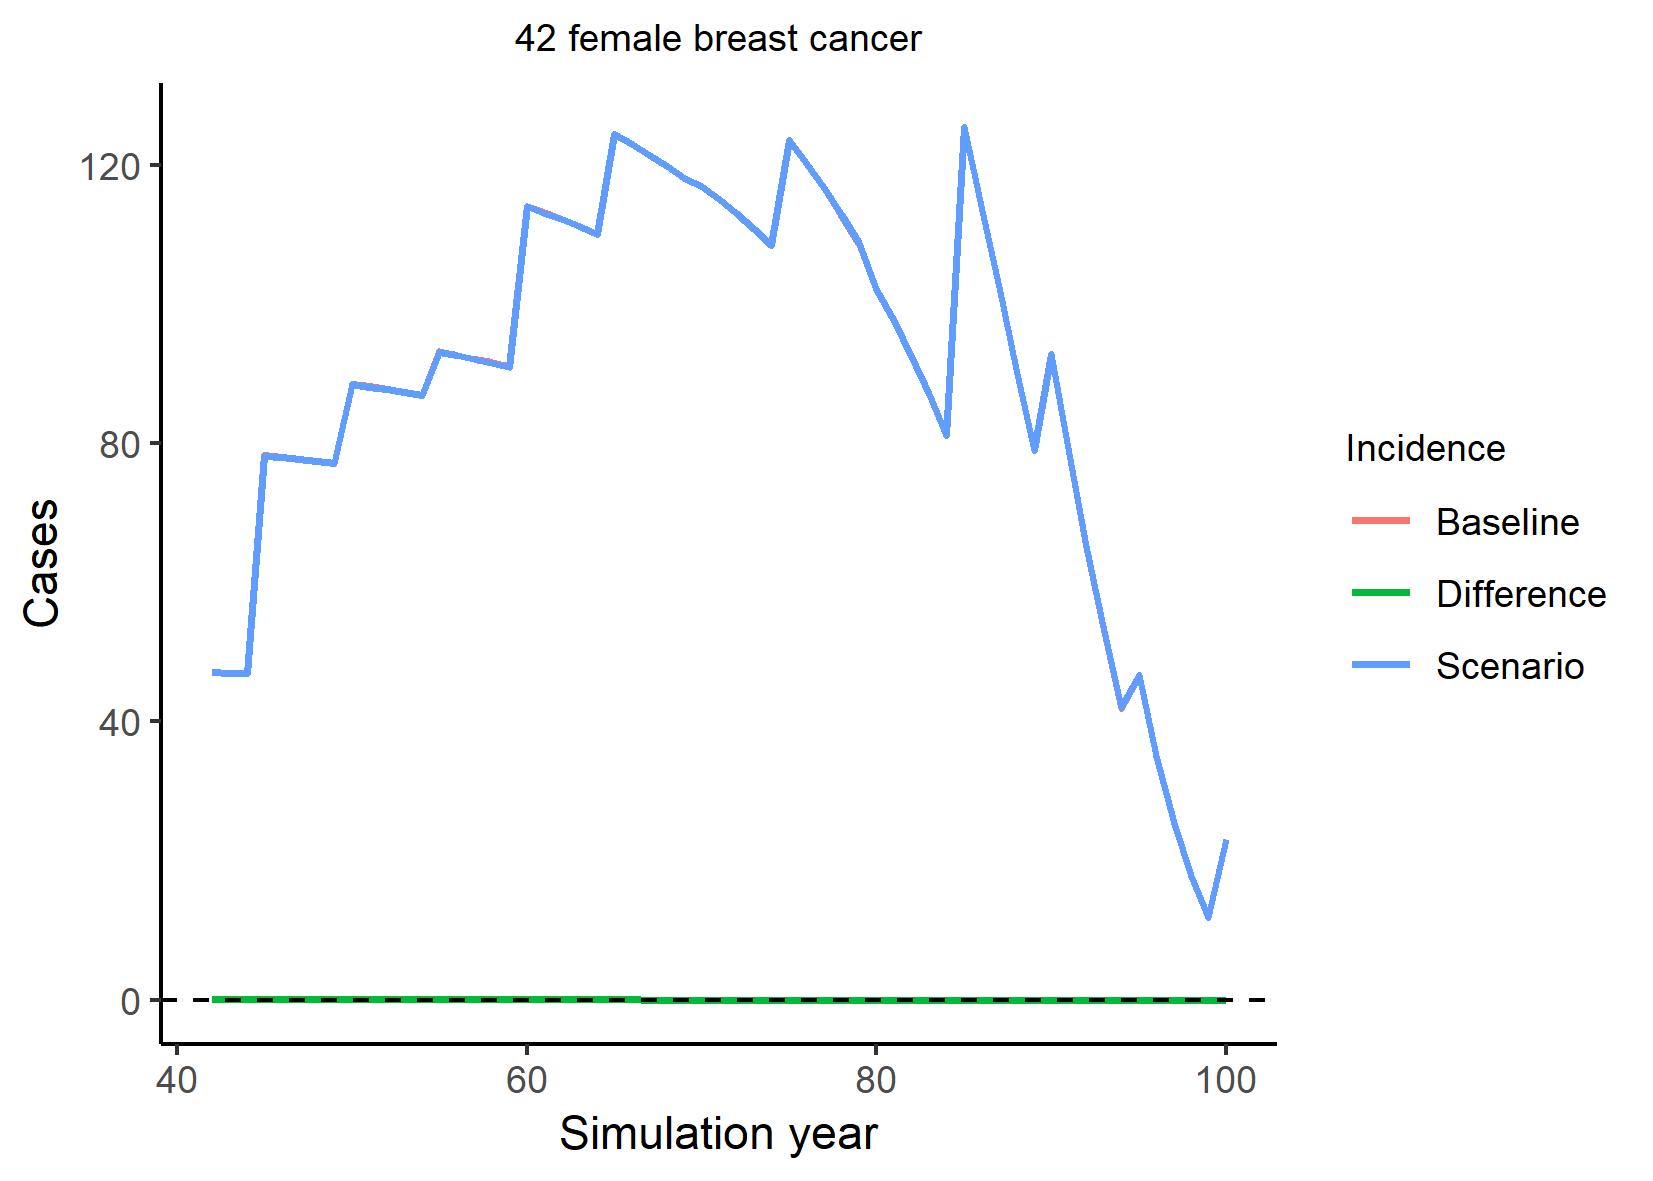 42 female breast cancer
120
80
40
0
Cases
40 60 80 100
Simulation year
Incidence
Baseline
Difference
Scenario